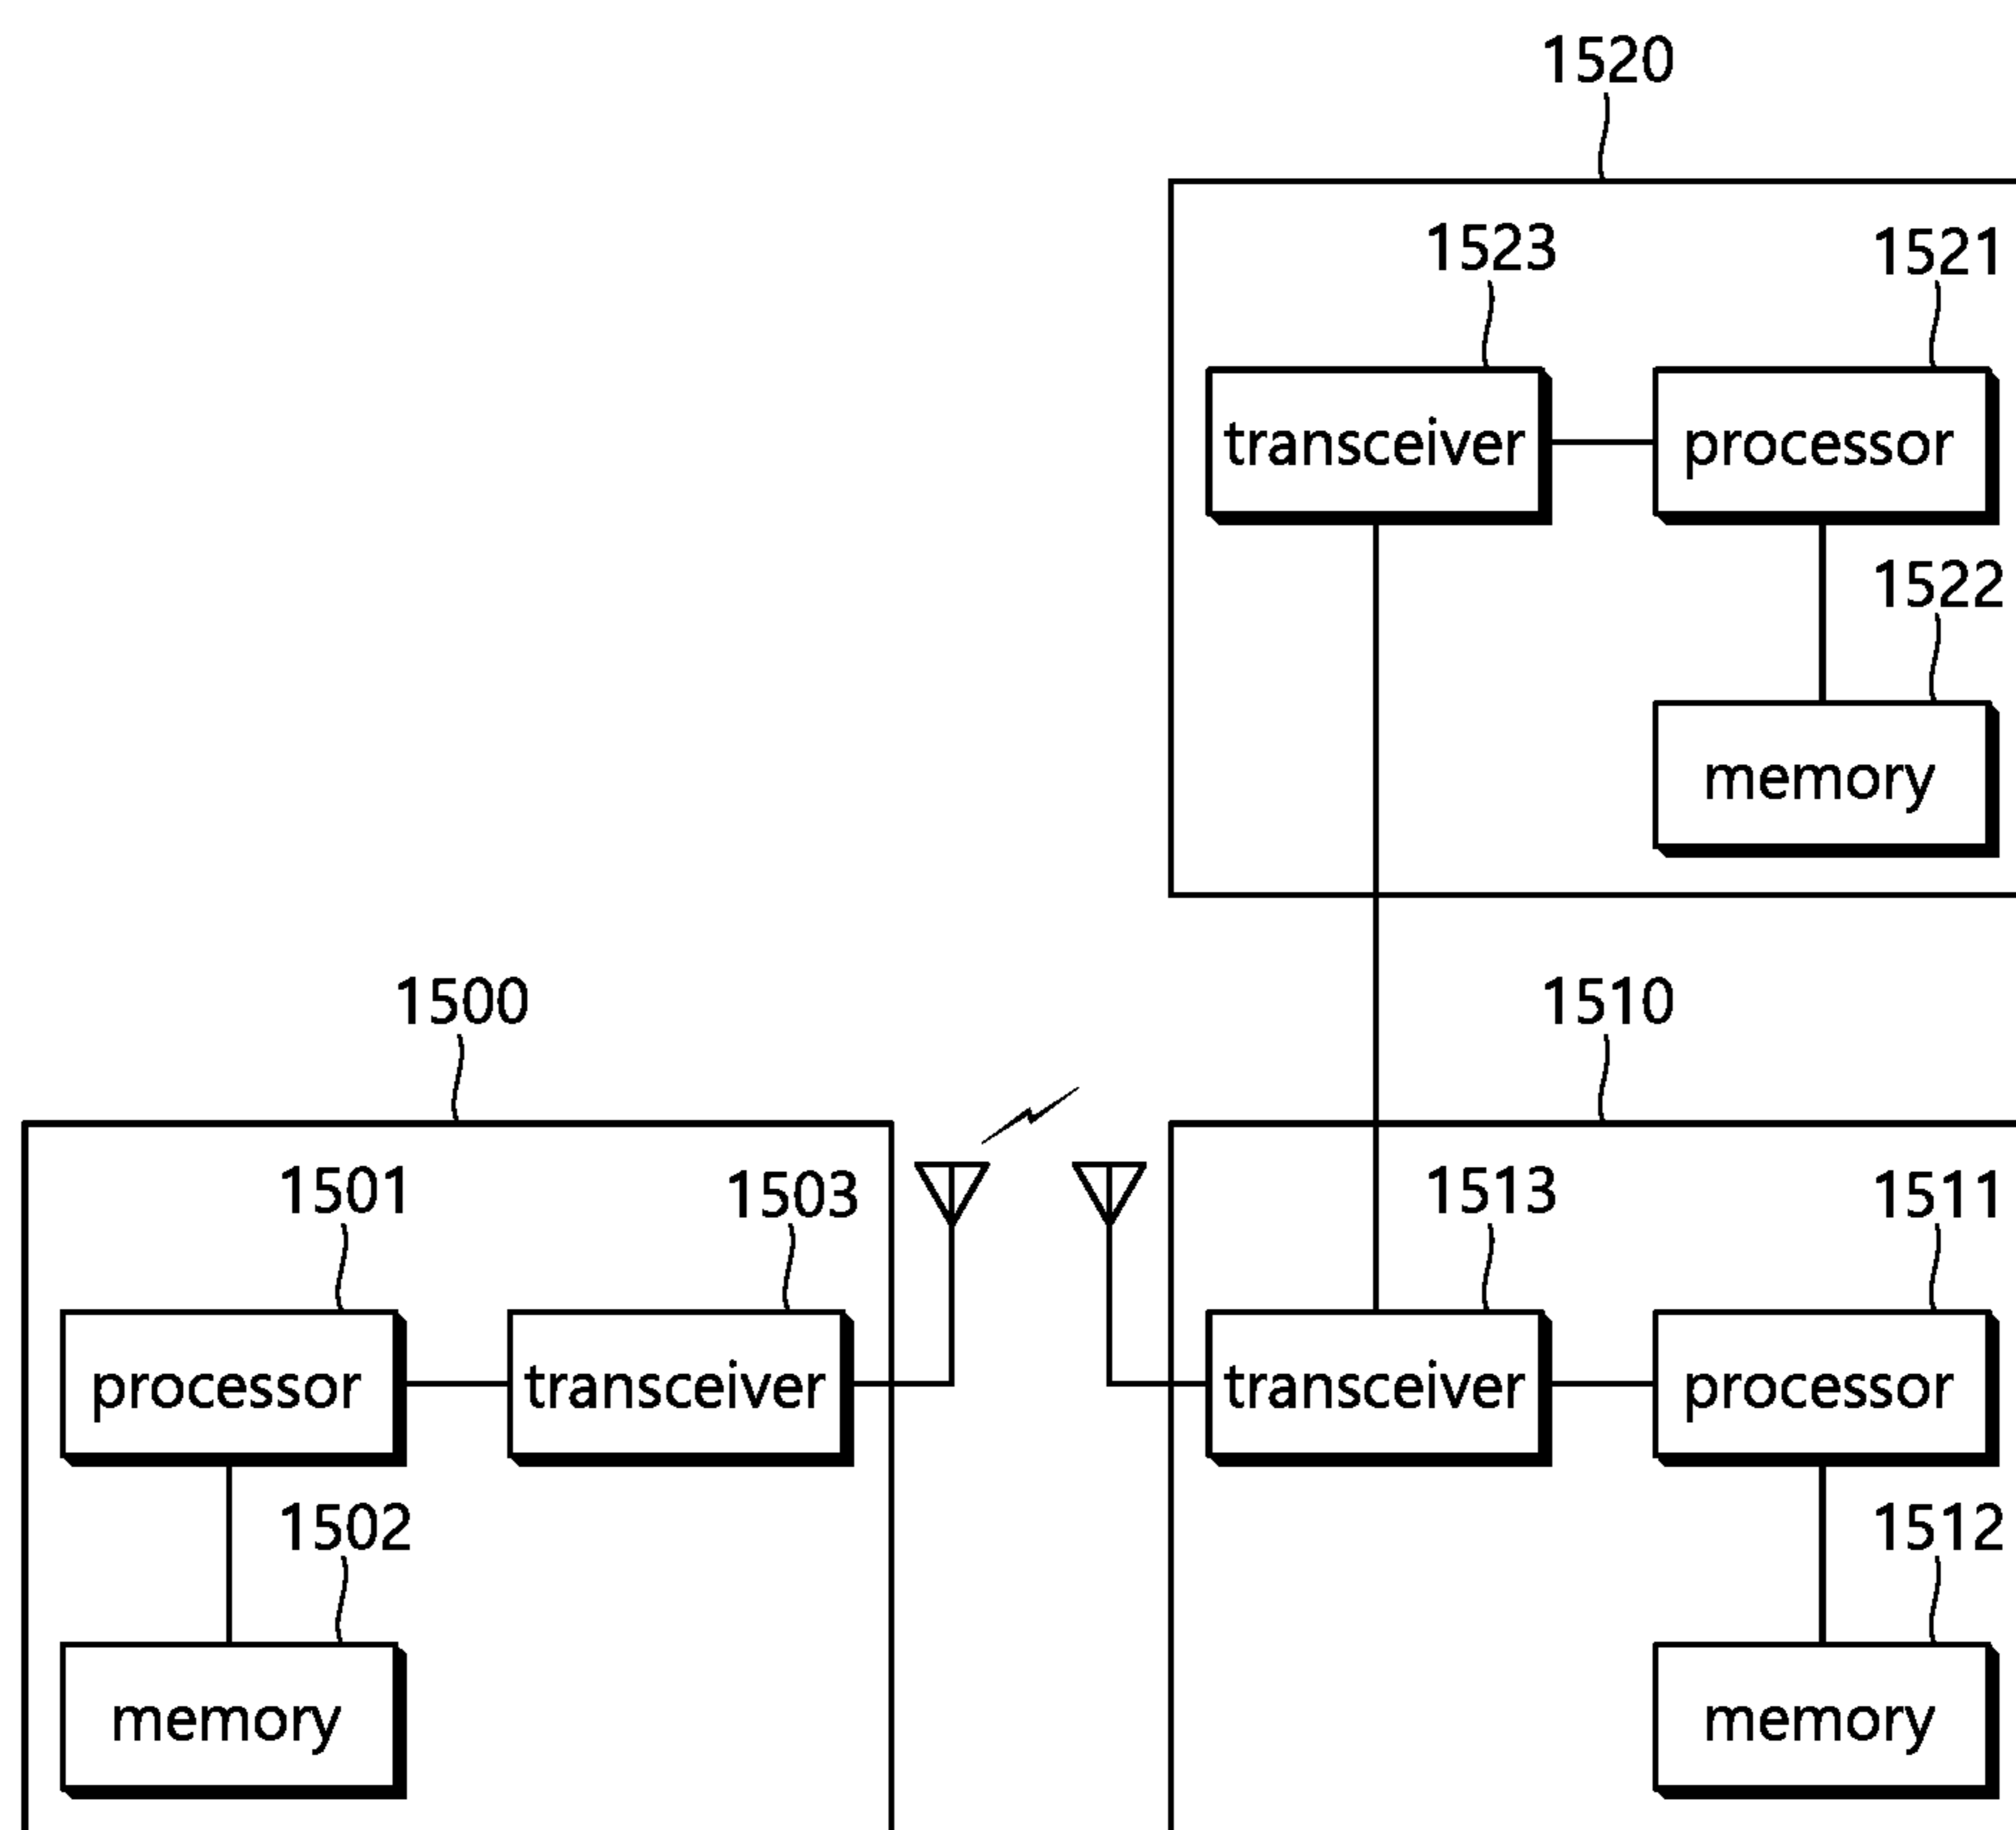 1520
1523
1521
transceiver
processor
1522
memory
1500
1510
1501
1503
1513
1511
processor
transceiver
transceiver
processor
1502
1512
memory
memory